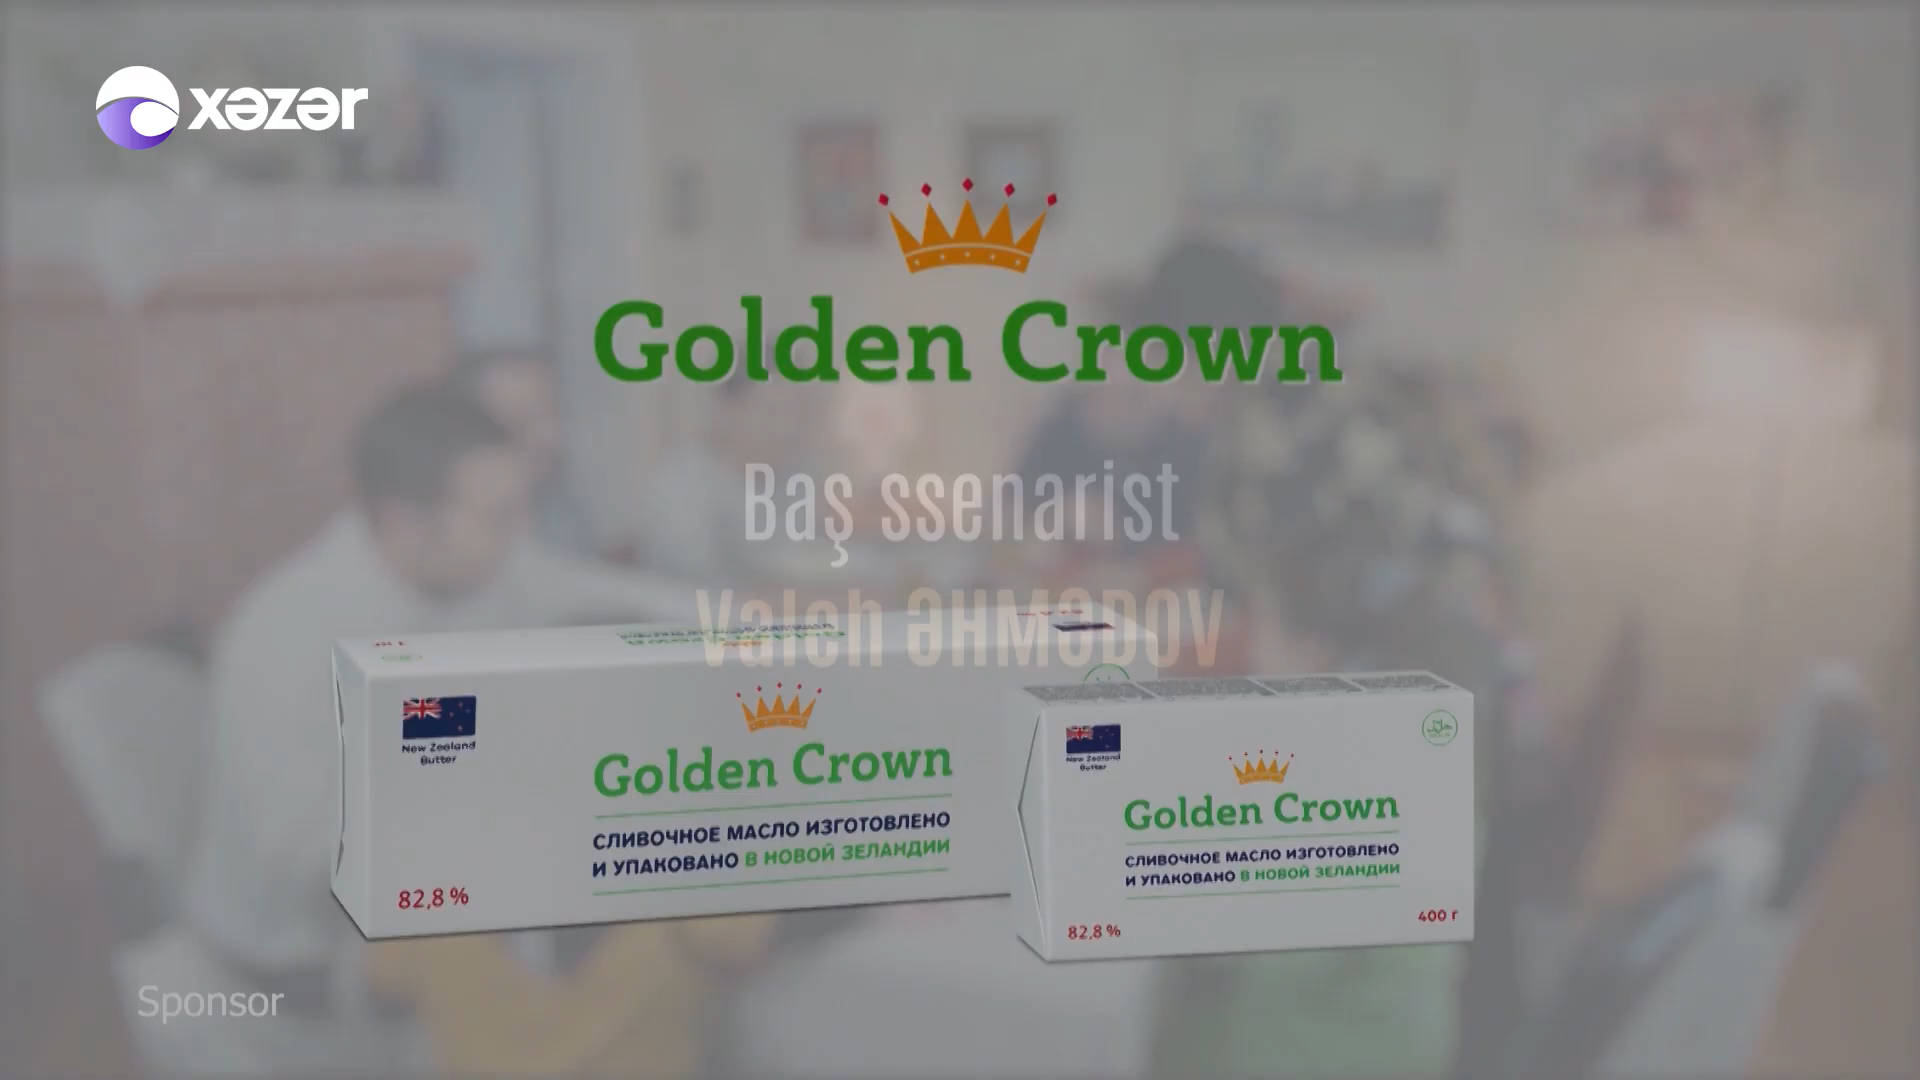 xəzər
Golden Crown
Baş ssenarist
Valeh ƏHMƏDOV
New Zealand
Butter
Golden Crown
СЛИВОЧНОЕ МАСЛО ИЗГОТОВЛЕНО
И УПАКОВАНО В НОВОЙ ЗЕЛАНДИИ
82,8 %
New Zealand
Butter
Golden Crown
СЛИВОЧНОЕ МАСЛО ИЗГОТОВЛЕНО
И УПАКОВАНО В НОВОЙ ЗЕЛАНДИИ
82,8 %
400 г
Sponsor